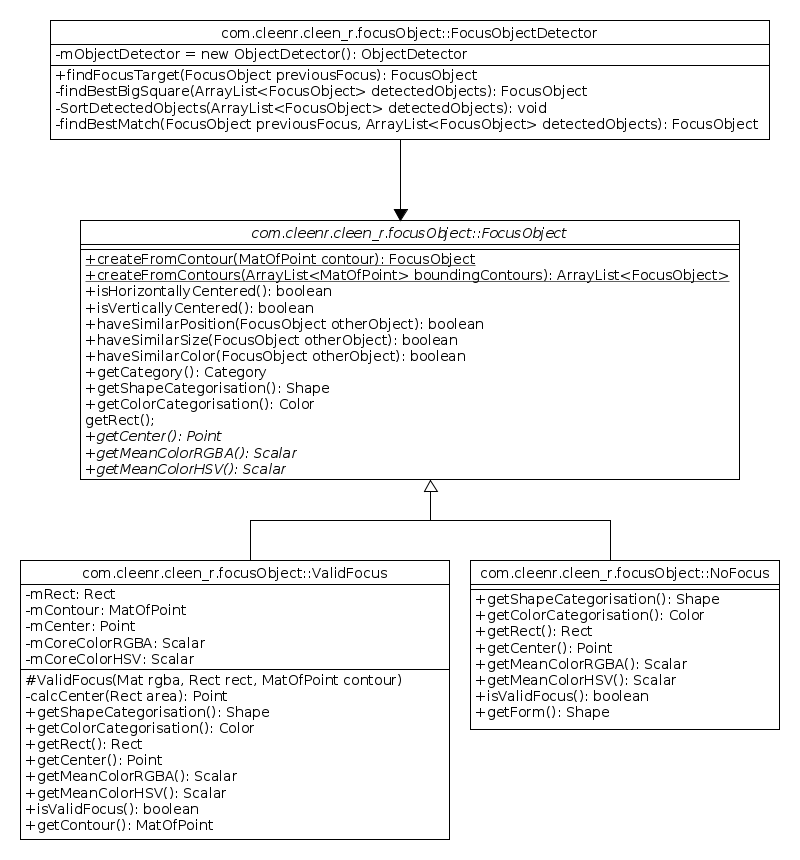 com.cleenr.cleen_r.focusObject::FocusObjectDetector
-mObjectDetector = new ObjectDetector(): ObjectDetector
+findFocusTarget(FocusObject previousFocus): FocusObject
-findBestBigSquare(ArrayList<FocusObject> detectedObjects): FocusObject
-SortDetectedObjects(ArrayList<FocusObject> detectedObjects): void
-findBestMatch(FocusObject previousFocus, ArrayList<FocusObject> detectedObjects): FocusObject
com.cleenr.cleen_r.focusObject::FocusObject
+createFromContour(MatOfPoint contour): FocusObject
+createFromContours(ArrayList<MatOfPoint> boundingContours): ArrayList<FocusObject>
+isHorizontallyCentered(): boolean
+isVerticallyCentered(): boolean
+haveSimilarPosition(FocusObject otherObject): boolean
+haveSimilarSize(FocusObject otherObject): boolean
+haveSimilarColor(FocusObject otherObject): boolean
+getCategory(): Category
+getShapeCategorisation(): Shape
+getColorCategorisation(): Color
getRect();
+getCenter(): Point
+getMeanColorRGBA(): Scalar
+getMeanColorHSV(): Scalar
com.cleenr.cleen_r.focusObject::ValidFocus
-mRect: Rect
-mContour: MatOfPoint
-mCenter: Point
-mCoreColorRGBA: Scalar
-mCoreColorHSV: Scalar
#ValidFocus(Mat rgba, Rect rect, MatOfPoint contour)
-calcCenter(Rect area): Point
+getShapeCategorisation(): Shape
+getColorCategorisation(): Color
+getRect(): Rect
+getCenter(): Point
+getMeanColorRGBA(): Scalar
+getMeanColorHSV(): Scalar
+isValidFocus(): boolean
+getContour(): MatOfPoint
com.cleenr.cleen_r.focusObject::NoFocus
+getShapeCategorisation(): Shape
+getColorCategorisation(): Color
+getRect(): Rect
+getCenter(): Point
+getMeanColorRGBA(): Scalar
+getMeanColorHSV(): Scalar
+isValidFocus(): boolean
+getForm(): Shape